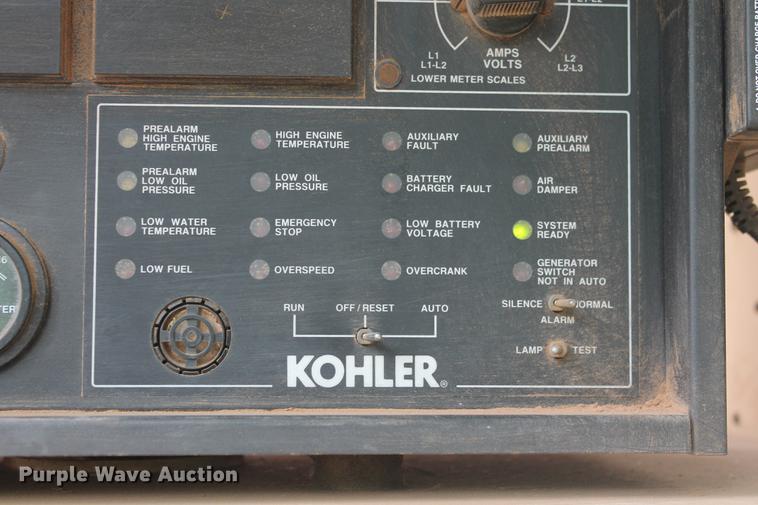 L1
L1-L2
AMPS
VOLTS
L2
L2-L3
LOWER METER SCALES
PREALARM
HIGH ENGINE
TEMPERATURE
HIGH ENGINE
TEMPERATURE
AUXILIARY
FAULT
AUXILIARY
PREALARM
PREALARM
LOW OIL
PRESSURE
LOW OIL
PRESSURE
BATTERY
CHARGER FAULT
AIR
DAMPER
LOW WATER
TEMPERATURE
EMERGENCY
STOP
LOW BATTERY
VOLTAGE
SYSTEM
READY
LOW FUEL
OVERSPEED
OVERCRANK
GENERATOR
SWITCH
NOT IN AUTO
RUN
OFF/RESET
AUTO
SILENCE NORMAL
ALARM
LAMP TEST
KOHLER®
Purple Wave Auction